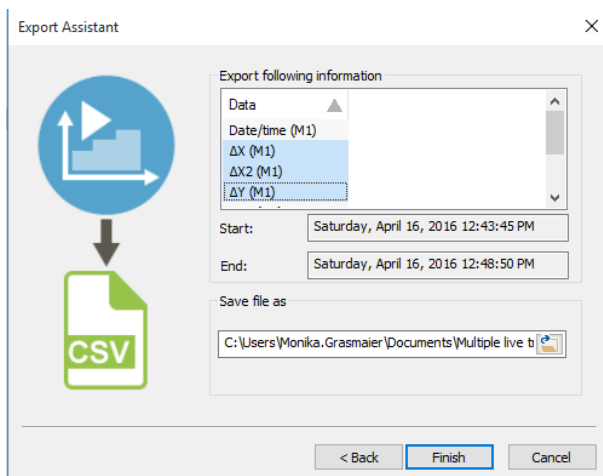 Export Assistant
Export following information
Data
Date/time (M1)
ΔX (M1)
ΔX2 (M1)
ΔY (M1)
Start:
Saturday, April 16, 2016 12:43:45 PM
End:
Saturday, April 16, 2016 12:48:50 PM
Save file as
C:\Users\Monika.Grasmaier\Documents\Multiple live
CSV
< Back
Finish
Cancel